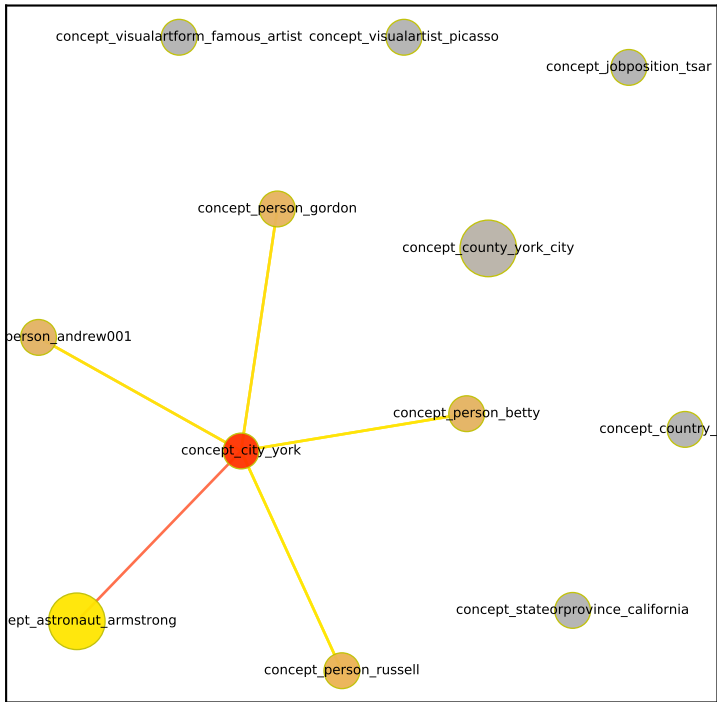 concept_visualartform_famous_artist
concept_visualartist_picasso
concept_jobposition_tsar
concept_person_gordon
concept_county_york_city
person_andrew001
concept_person_betty
concept_country_
concept_city_york
concept_stateorprovince_california
ept_astronaut_armstrong
concept_person_russell